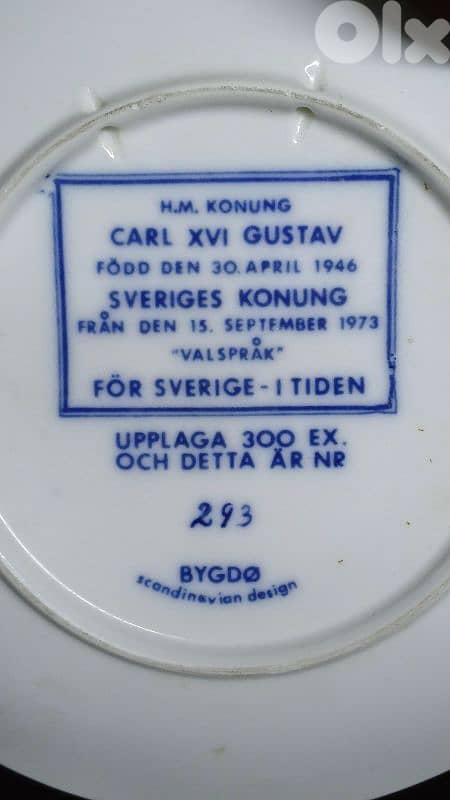 Olx
H.M. KONUNG
CARL XVI GUSTAV
FÖDD DEN 30. APRIL 1946
SVERIGES KONUNG
FRÅN DEN 15. SEPTEMBER 1973
"VALSPRÅK"
FÖR SVERIGE - I TIDEN
UPPLAGA 300 EX.
OCH DETTA ÄR NR
293
BYGDØ
scandinavian design